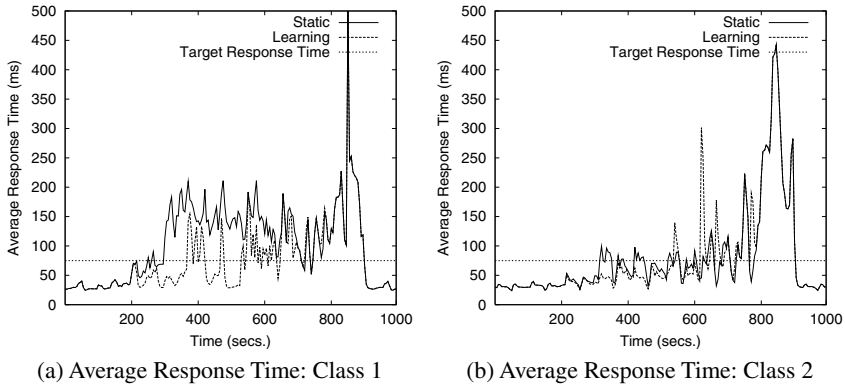 Average Response Time (ms)
500
450
400
350
300
250
200
150
100
50
0
Static
Learning
Target Response Time
200
400
600
800
1000
Time (secs.)
(a) Average Response Time: Class 1
Average Response Time (ms)
500
450
400
350
300
250
200
150
100
50
0
Static
Learning
Target Response Time
200
400
600
800
1000
Time (secs.)
(b) Average Response Time: Class 2